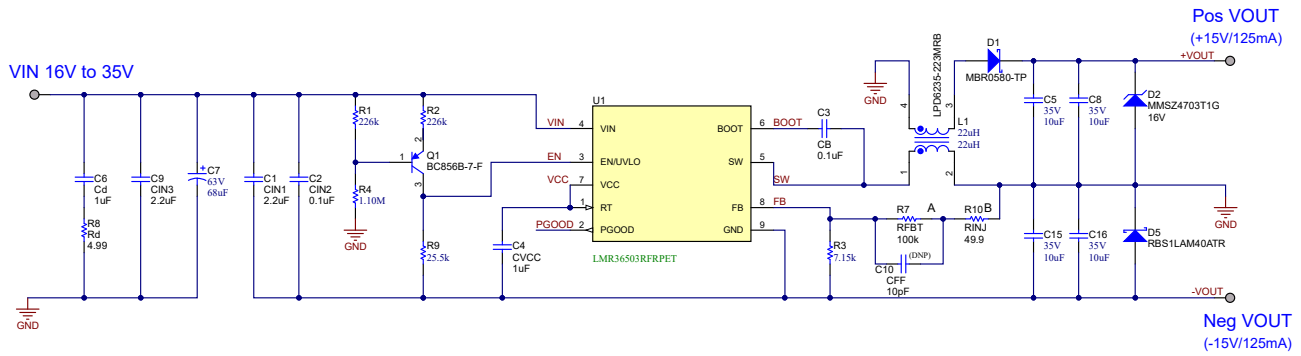 Pos VOUT
(+15V/125mA)
VIN 16V to 35V
+VOUT
D1
MBR0580-TP
LPD6235-223MRB
GND
4
3
L1
22uH
22uH
1
2
C5
35V
10uF
C8
35V
10uF
D2
MMSZ4703T1G
16V
R1
226k
R2
226k
2
U1
VIN
4
VIN
BOOT
6
BOOT
C3
CB
0.1uF
1
Q1
BC856B-7-F
3
EN
3
EN/UVLO
SW
5
SW
C6
Cd
1uF
C9
CIN3
2.2uF
C7
+
63V
68uF
C1
CIN1
2.2uF
C2
CIN2
0.1uF
R4
1.10M
GND
VCC
7
VCC
1
RT
FB
8
FB
PGOOD
2
PGOOD
GND
9
R7
RFBT
100k
A
R10
B
RINJ
49.9
GND
R8
Rd
4.99
R9
25.5k
C4
CVCC
1uF
LMR36503RFRPET
R3
7.15k
(DNP)
C10
CFF
10pF
C15
35V
10uF
C16
35V
10uF
D5
RBS1LAM40ATR
GND
-VOUT
Neg VOUT
(-15V/125mA)